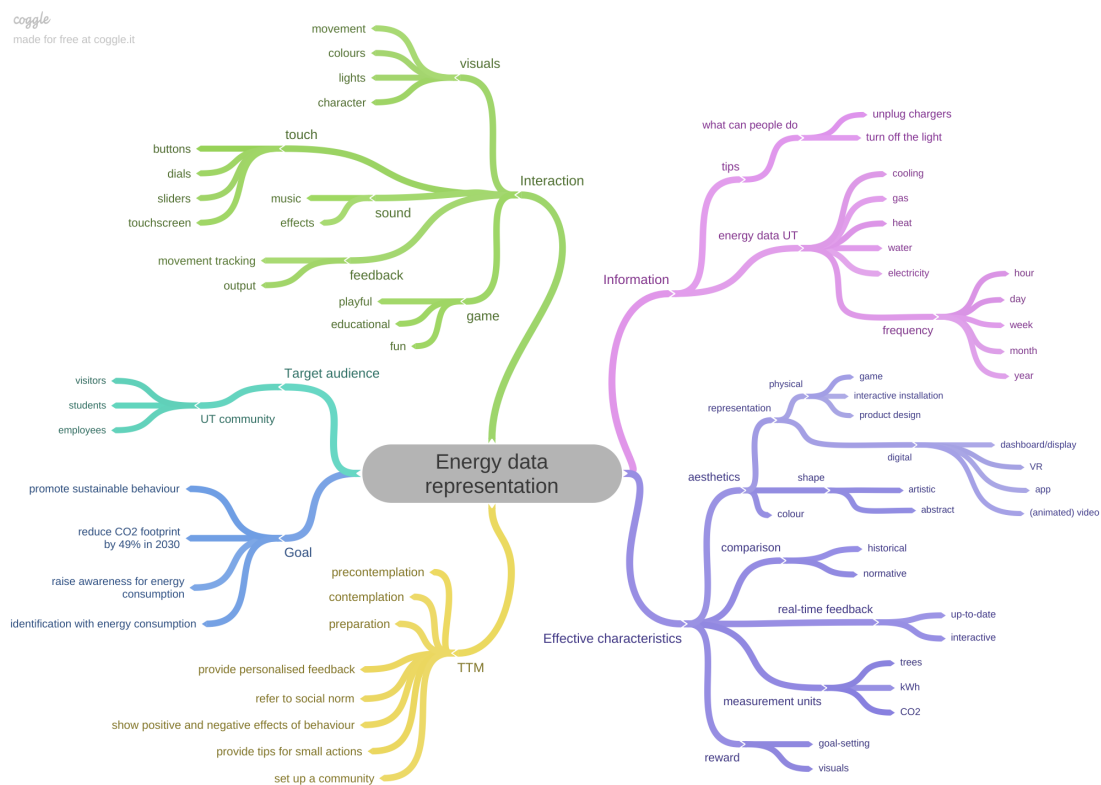 coggle
made for free at coggle.it
Energy data
representation
Interaction
visuals
movement
colours
lights
character
touch
buttons
dials
sliders
touchscreen
sound
music
effects
feedback
movement tracking
output
game
playful
educational
fun
Target audience
UT community
visitors
students
employees
Goal
promote sustainable behaviour
reduce CO2 footprint
by 49% in 2030
raise awareness for energy
consumption
identification with energy consumption
TTM
precontemplation
contemplation
preparation
provide personalised feedback
refer to social norm
show positive and negative effects of behaviour
provide tips for small actions
set up a community
Information
tips
what can people do
unplug chargers
turn off the light
energy data UT
cooling
gas
heat
water
electricity
frequency
hour
day
week
month
year
Effective characteristics
aesthetics
representation
physical
game
interactive installation
product design
digital
dashboard/display
VR
app
(animated) video
shape
artistic
abstract
colour
comparison
historical
normative
real-time feedback
up-to-date
interactive
measurement units
trees
kWh
CO2
reward
goal-setting
visuals